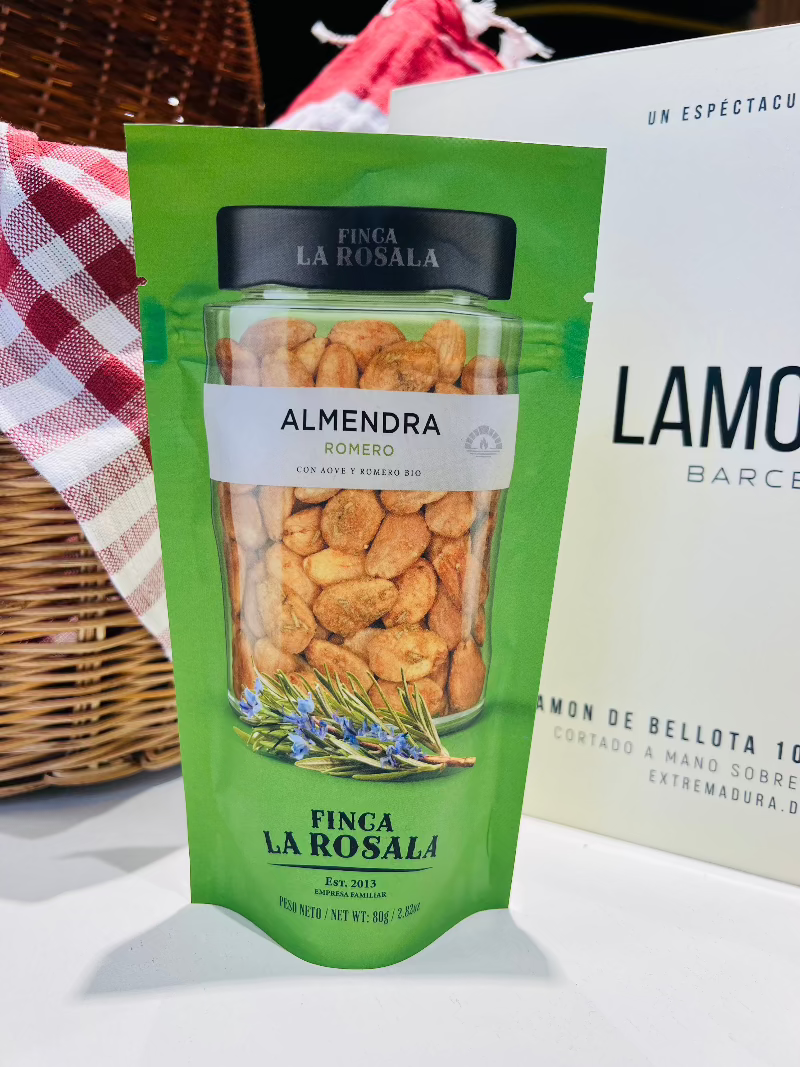 FINCA
LA ROSALA
ALMENDRA
ROMERO
CON AOVE Y ROMERO BIO
FINCA
LA ROSALA
EST. 2013
EMPRESA FAMILIAR
PESO NETO / NET WT: 80g / 2.82oz
UN ESPÉCTACU
LAMO
BARCE
AMON DE BELLOTA 10
CORTADO A MANO SOBRE
EXTREMADURA.D